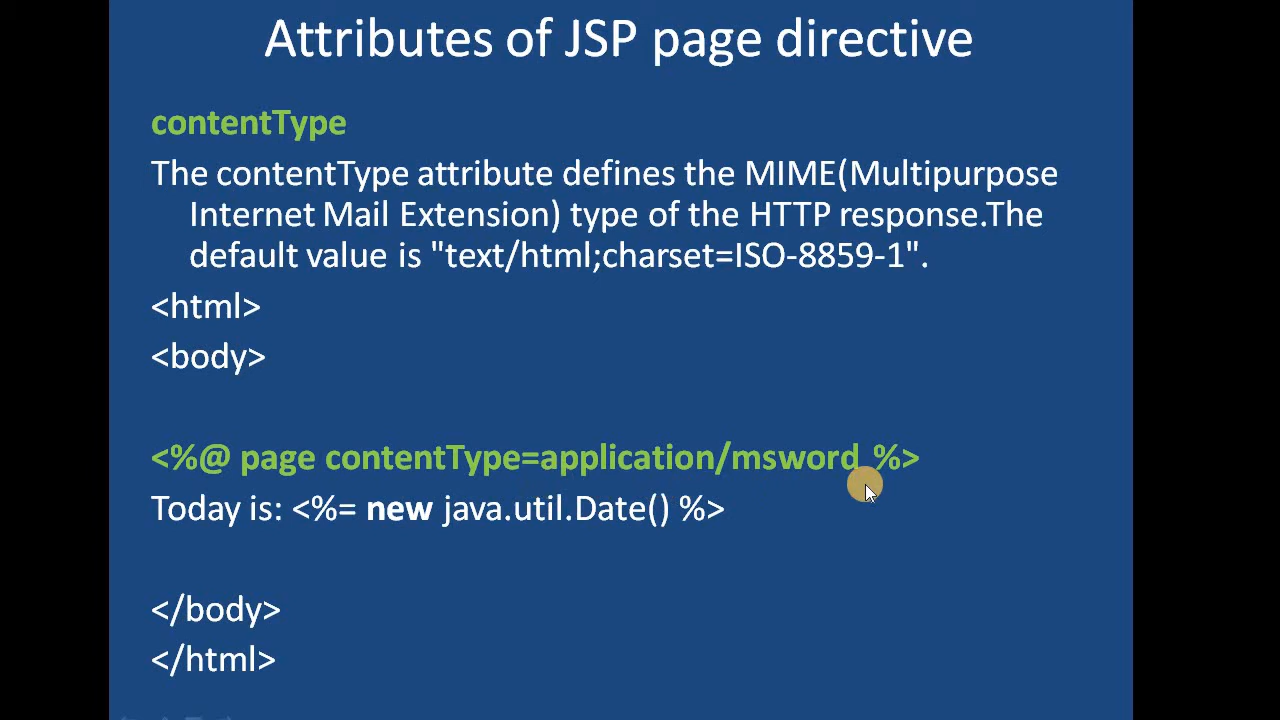 Attributes of JSP page directive
contentType
The contentType attribute defines the MIME(Multipurpose
Internet Mail Extension) type of the HTTP response.The
default value is "text/html;charset=ISO-8859-1".
<html>
<body>
<%@ page contentType=application/msword %>
Today is: <%= new java.util.Date() %>
</body>
</html>